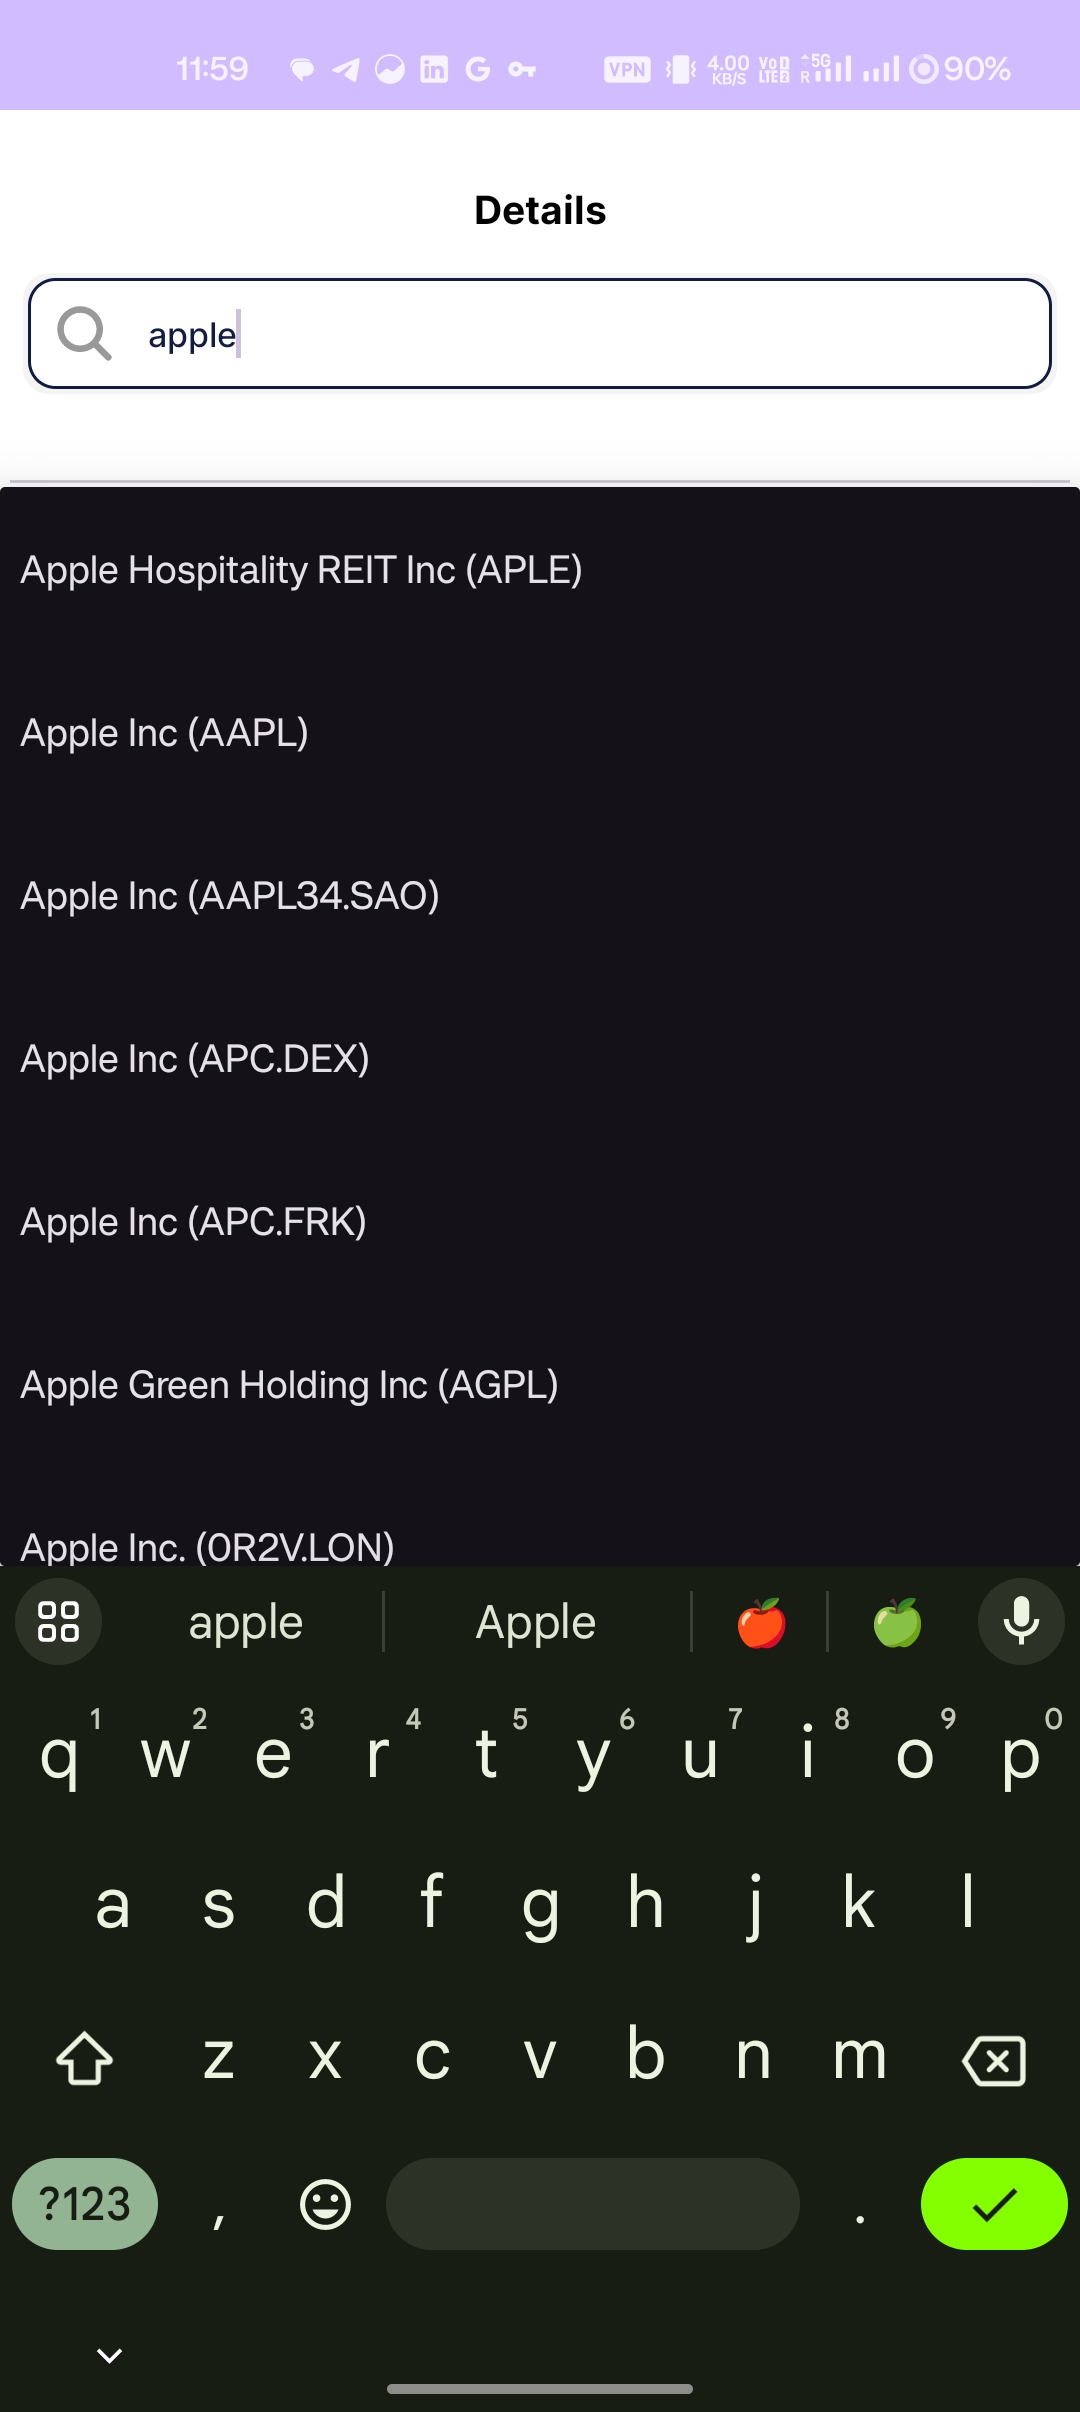 11:59 VPN 4.00 KB/S VoD LTE2 5G R 90%
Details
apple
Apple Hospitality REIT Inc (APLE)
Apple Inc (AAPL)
Apple Inc (AAPL34.SAO)
Apple Inc (APC.DEX)
Apple Inc (APC.FRK)
Apple Green Holding Inc (AGPL)
Apple Inc. (0R2V.LON)
apple Apple
1 2 3 4 5 6 7 8 9 0
q w e r t y u i o p
a s d f g h j k l
z x c v b n m
?123 , .